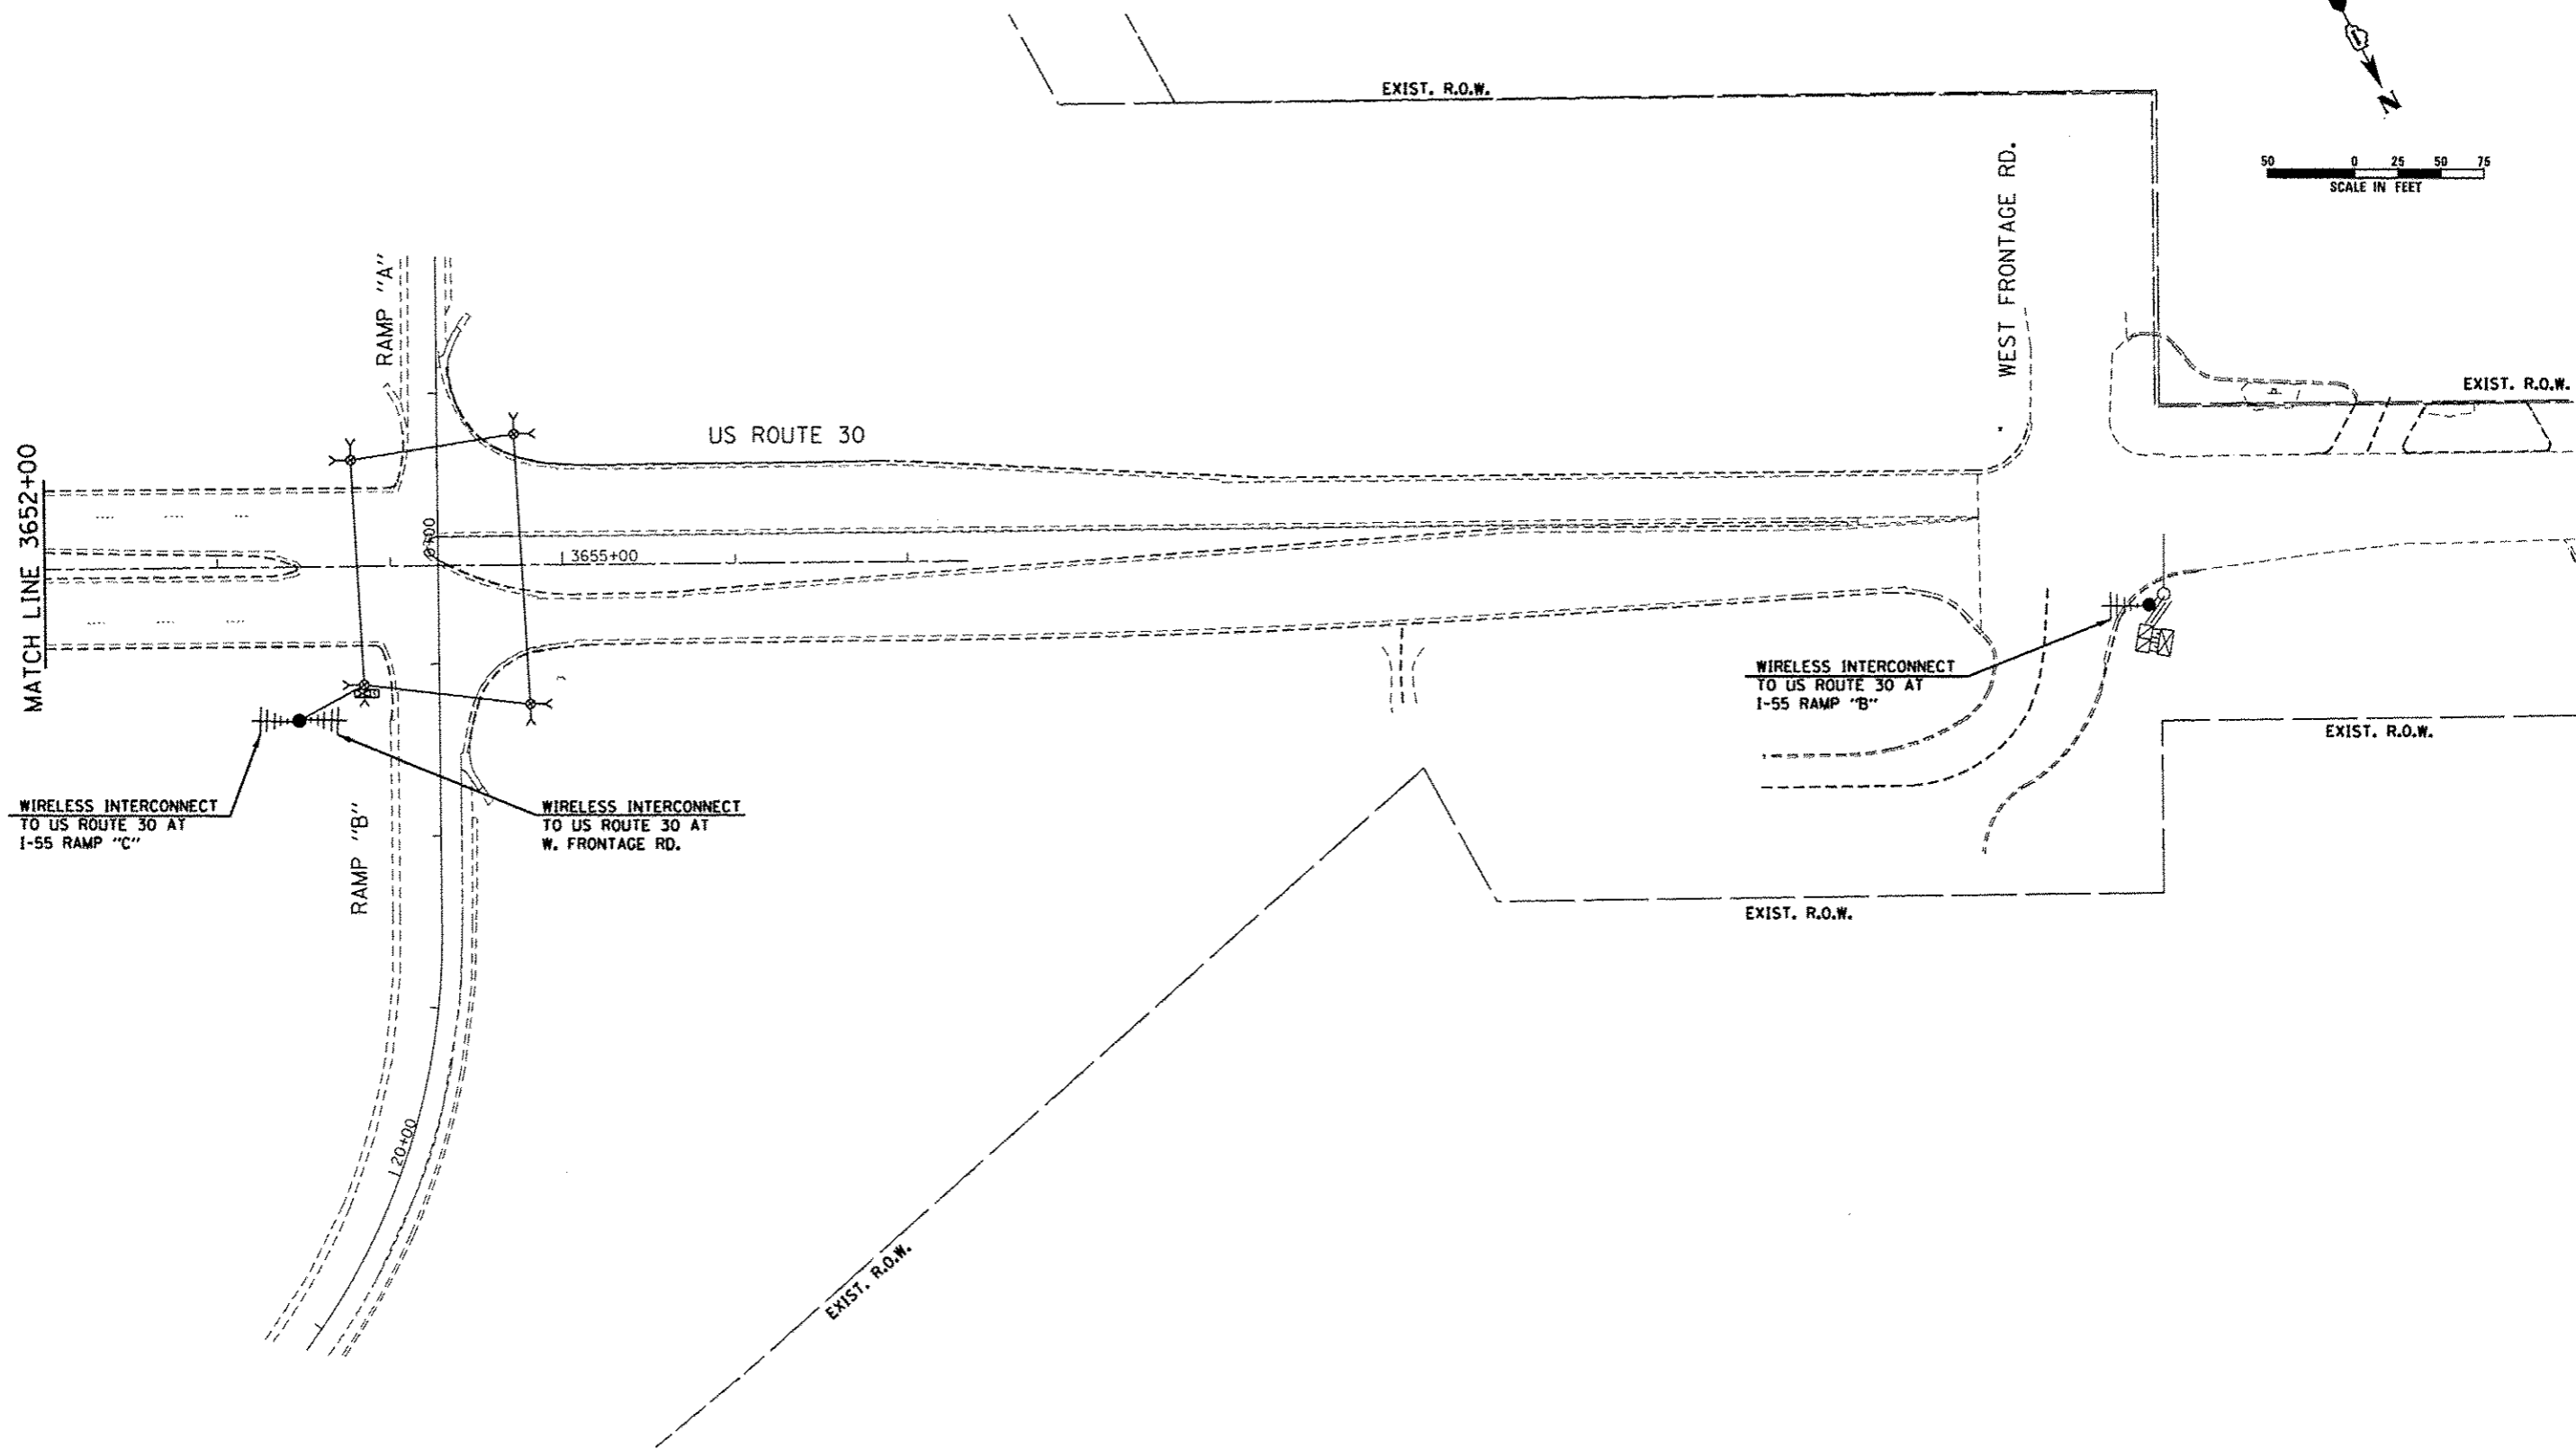 N
EXIST. R.O.W.
50 0 25 50 75
SCALE IN FEET
WEST FRONTAGE RD.
RAMP "A"
EXIST. R.O.W.
US ROUTE 30
MATCH LINE 3652+00
3655+00
WIRELESS INTERCONNECT
TO US ROUTE 30 AT
I-55 RAMP "B"
EXIST. R.O.W.
WIRELESS INTERCONNECT
TO US ROUTE 30 AT
I-55 RAMP "C"
WIRELESS INTERCONNECT
TO US ROUTE 30 AT
W. FRONTAGE RD.
RAMP "B"
EXIST. R.O.W.
20+00
EXIST. R.O.W.